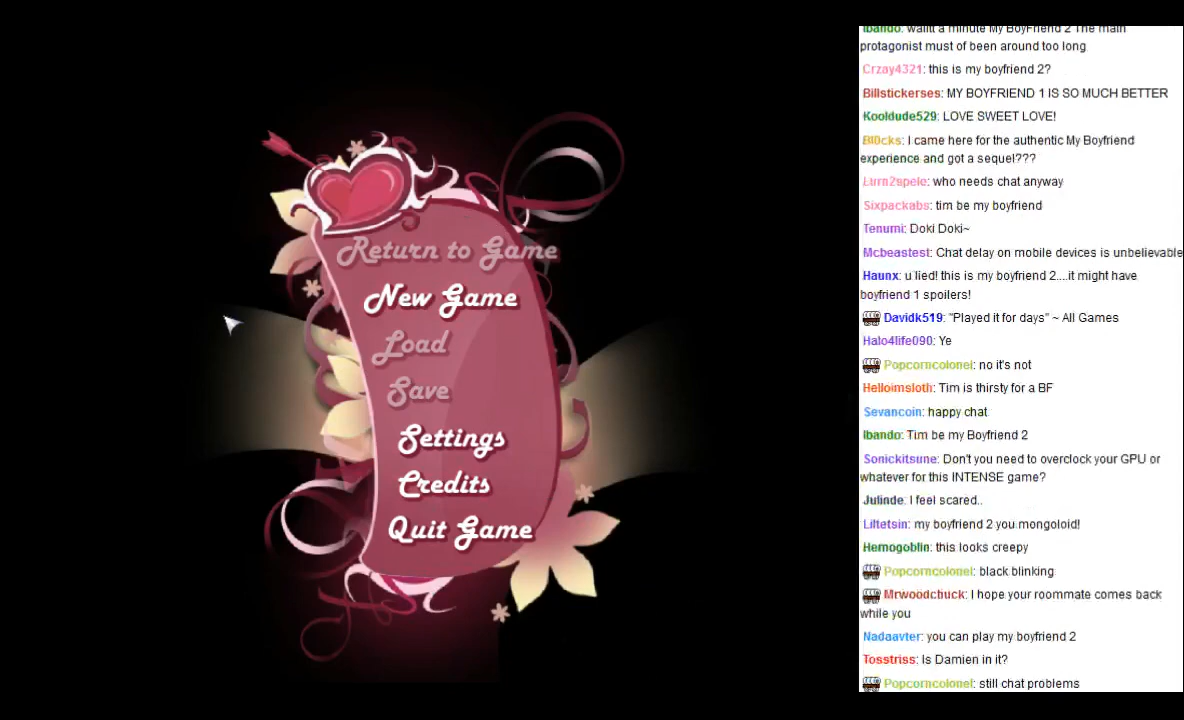 Return to Game
New Game
Load
Save
Settings
Credits
Quit Game
Ibando: waiit a minute My BoyFriend 2 The main
protagonist must of been around too long
Crzay4321: this is my boyfriend 2?
Billstickerses: MY BOYFRIEND 1 IS SO MUCH BETTER
Kooldude529: LOVE SWEET LOVE!
Bl0cks: I came here for the authentic My Boyfriend
experience and got a sequel???
Lurn2spele: who needs chat anyway
Sixpackabs: tim be my boyfriend
Tenumi: Doki Doki~
Mcbeastest: Chat delay on mobile devices is unbelievable
Haunx: u lied! this is my boyfriend 2....it might have
boyfriend 1 spoilers!
Davidk519: "Played it for days" ~ All Games
Halo4life090: Ye
Popcorncolonel: no it's not
Helloimsloth: Tim is thirsty for a BF
Sevancoin: happy chat
Ibando: Tim be my Boyfriend 2
Sonickitsune: Don't you need to overclock your GPU or
whatever for this INTENSE game?
Julinde: I feel scared..
Liltetsin: my boyfriend 2 you mongoloid!
Hemogoblin: this looks creepy
Popcorncolonel: black blinking
Mrwoodchuck: I hope your roommate comes back
while you
Nadaavter: you can play my boyfriend 2
Tosstriss: Is Damien in it?
Popcorncolonel: still chat problems